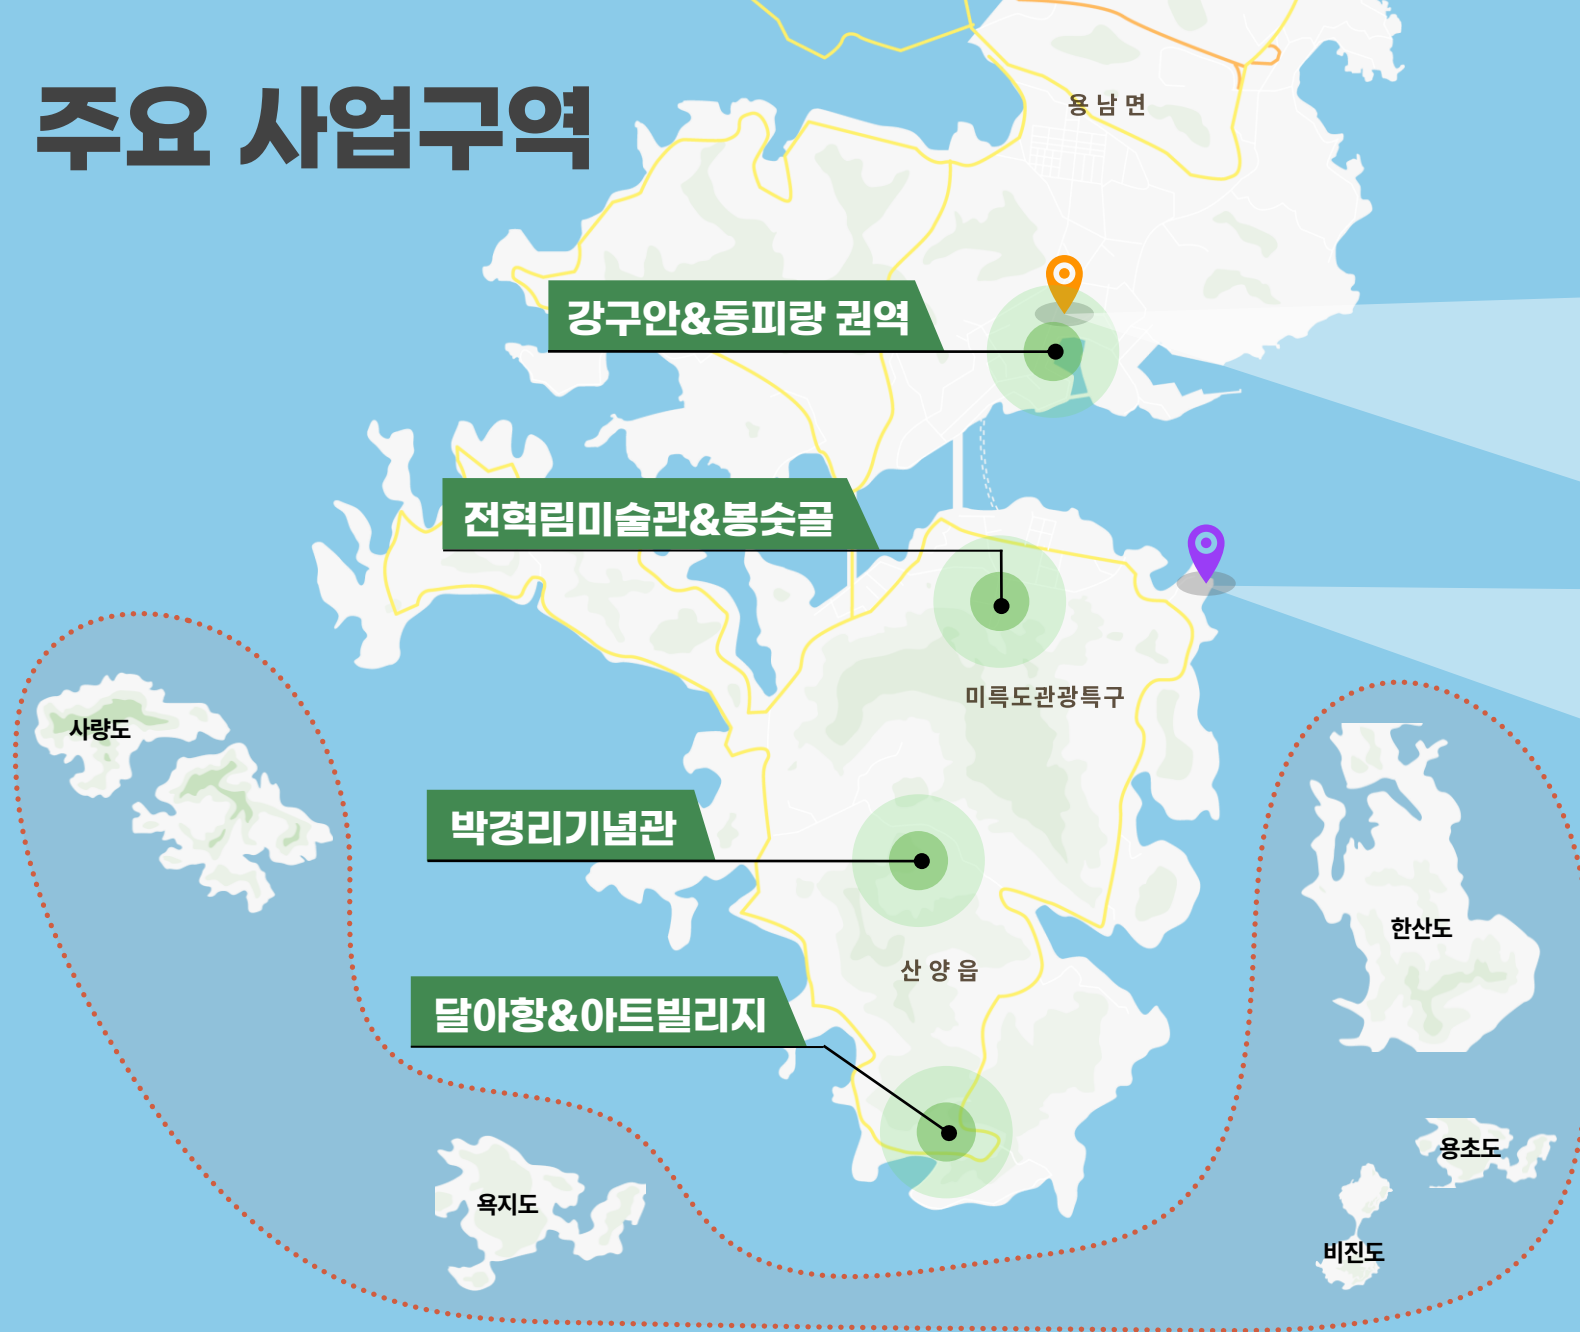 주요 사업구역
용남면
강구안&동피랑 권역
전혁림미술관&봉숫골
미륵도관광특구
사량도
박경리기념관
한산도
산양읍
달아항&아트빌리지
용초도
욕지도
비진도